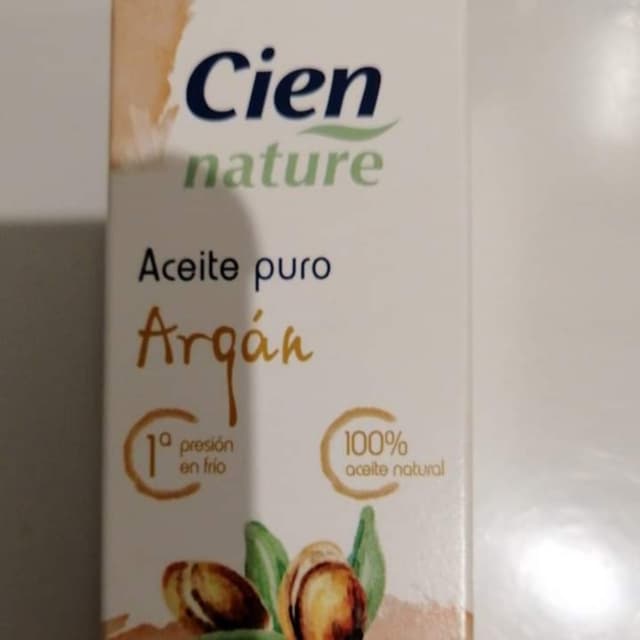 Cien
nature
Aceite puro
Argán
1ª presión
en frío
100%
aceite natural